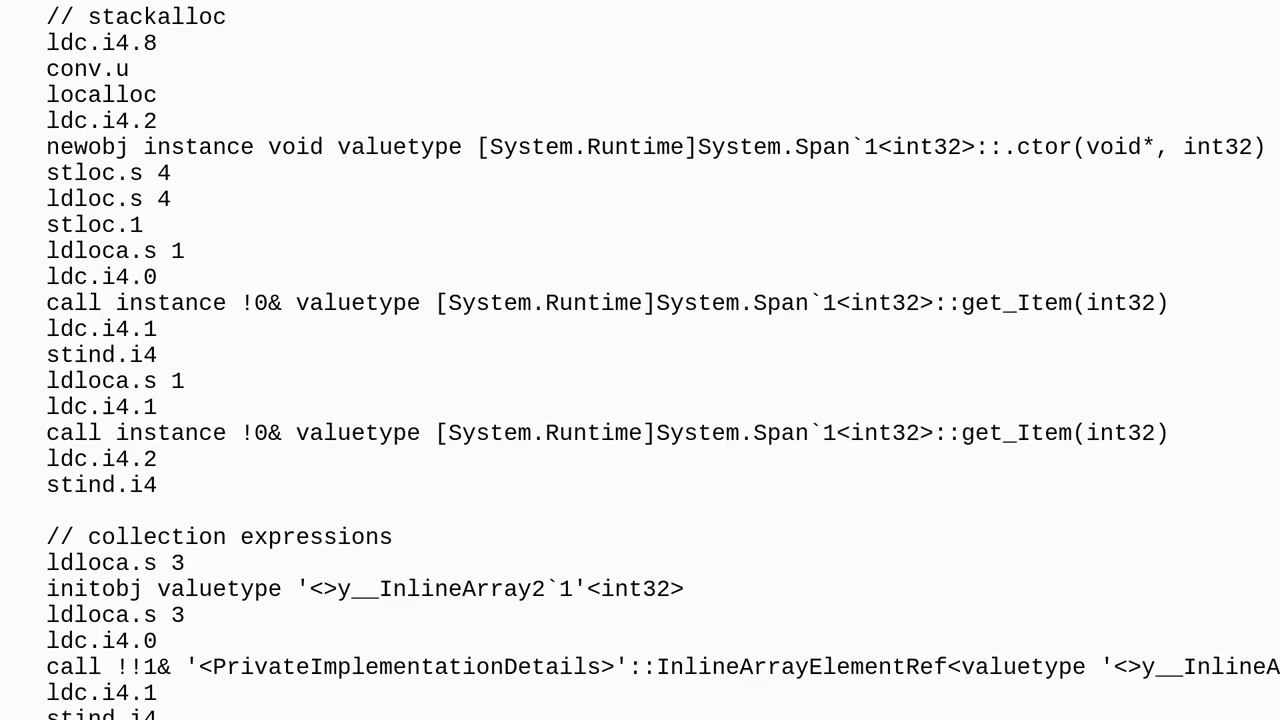 // stackalloc
ldc.i4.8
conv.u
localloc
ldc.i4.2
newobj instance void valuetype [System.Runtime]System.Span`1<int32>::.ctor(void*, int32)
stloc.s 4
ldloc.s 4
stloc.1
ldloca.s 1
ldc.i4.0
call instance !0& valuetype [System.Runtime]System.Span`1<int32>::get_Item(int32)
ldc.i4.1
stind.i4
ldloca.s 1
ldc.i4.1
call instance !0& valuetype [System.Runtime]System.Span`1<int32>::get_Item(int32)
ldc.i4.2
stind.i4

// collection expressions
ldloca.s 3
initobj valuetype '<>y__InlineArray2`1'<int32>
ldloca.s 3
ldc.i4.0
call !!1& '<PrivateImplementationDetails>'::InlineArrayElementRef<valuetype '<>y__InlineA
ldc.i4.1
stind.i4